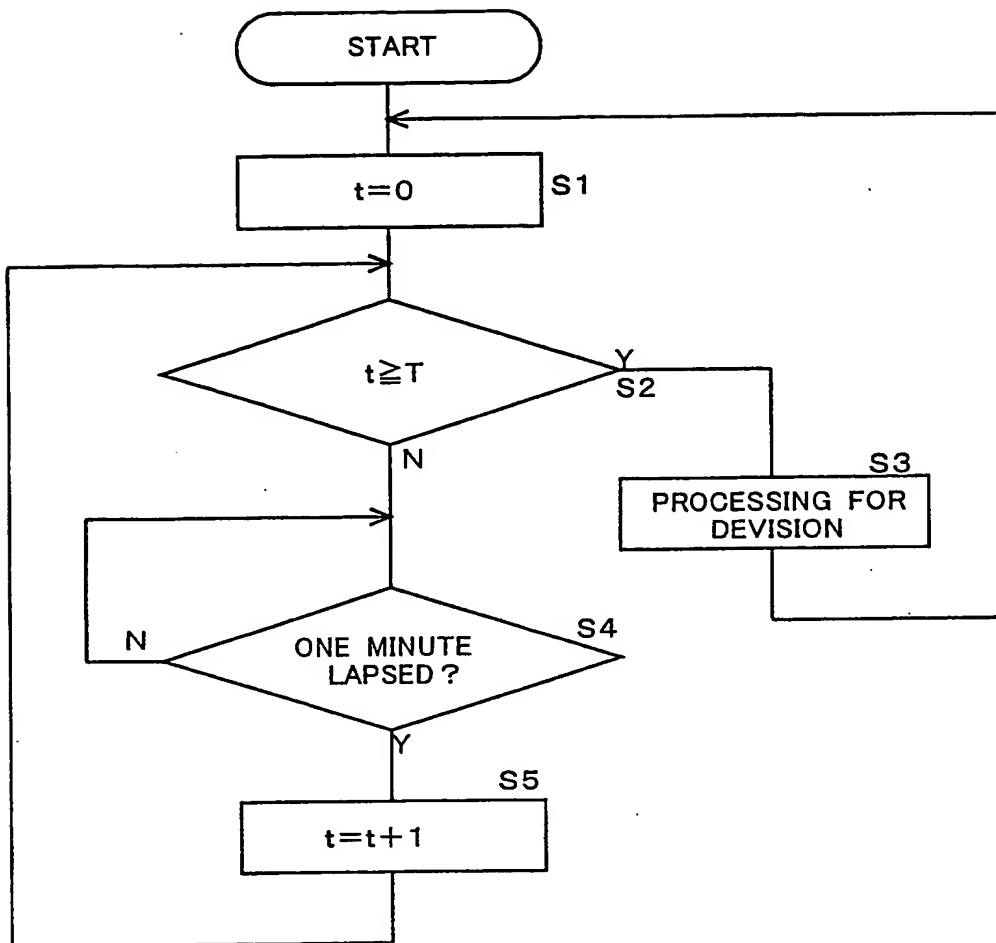 START
t=0
S1
t≧T
Y
S2
N
S3
PROCESSING FOR
DEVISION
N
ONE MINUTE
LAPSED?
S4
Y
S5
t=t+1